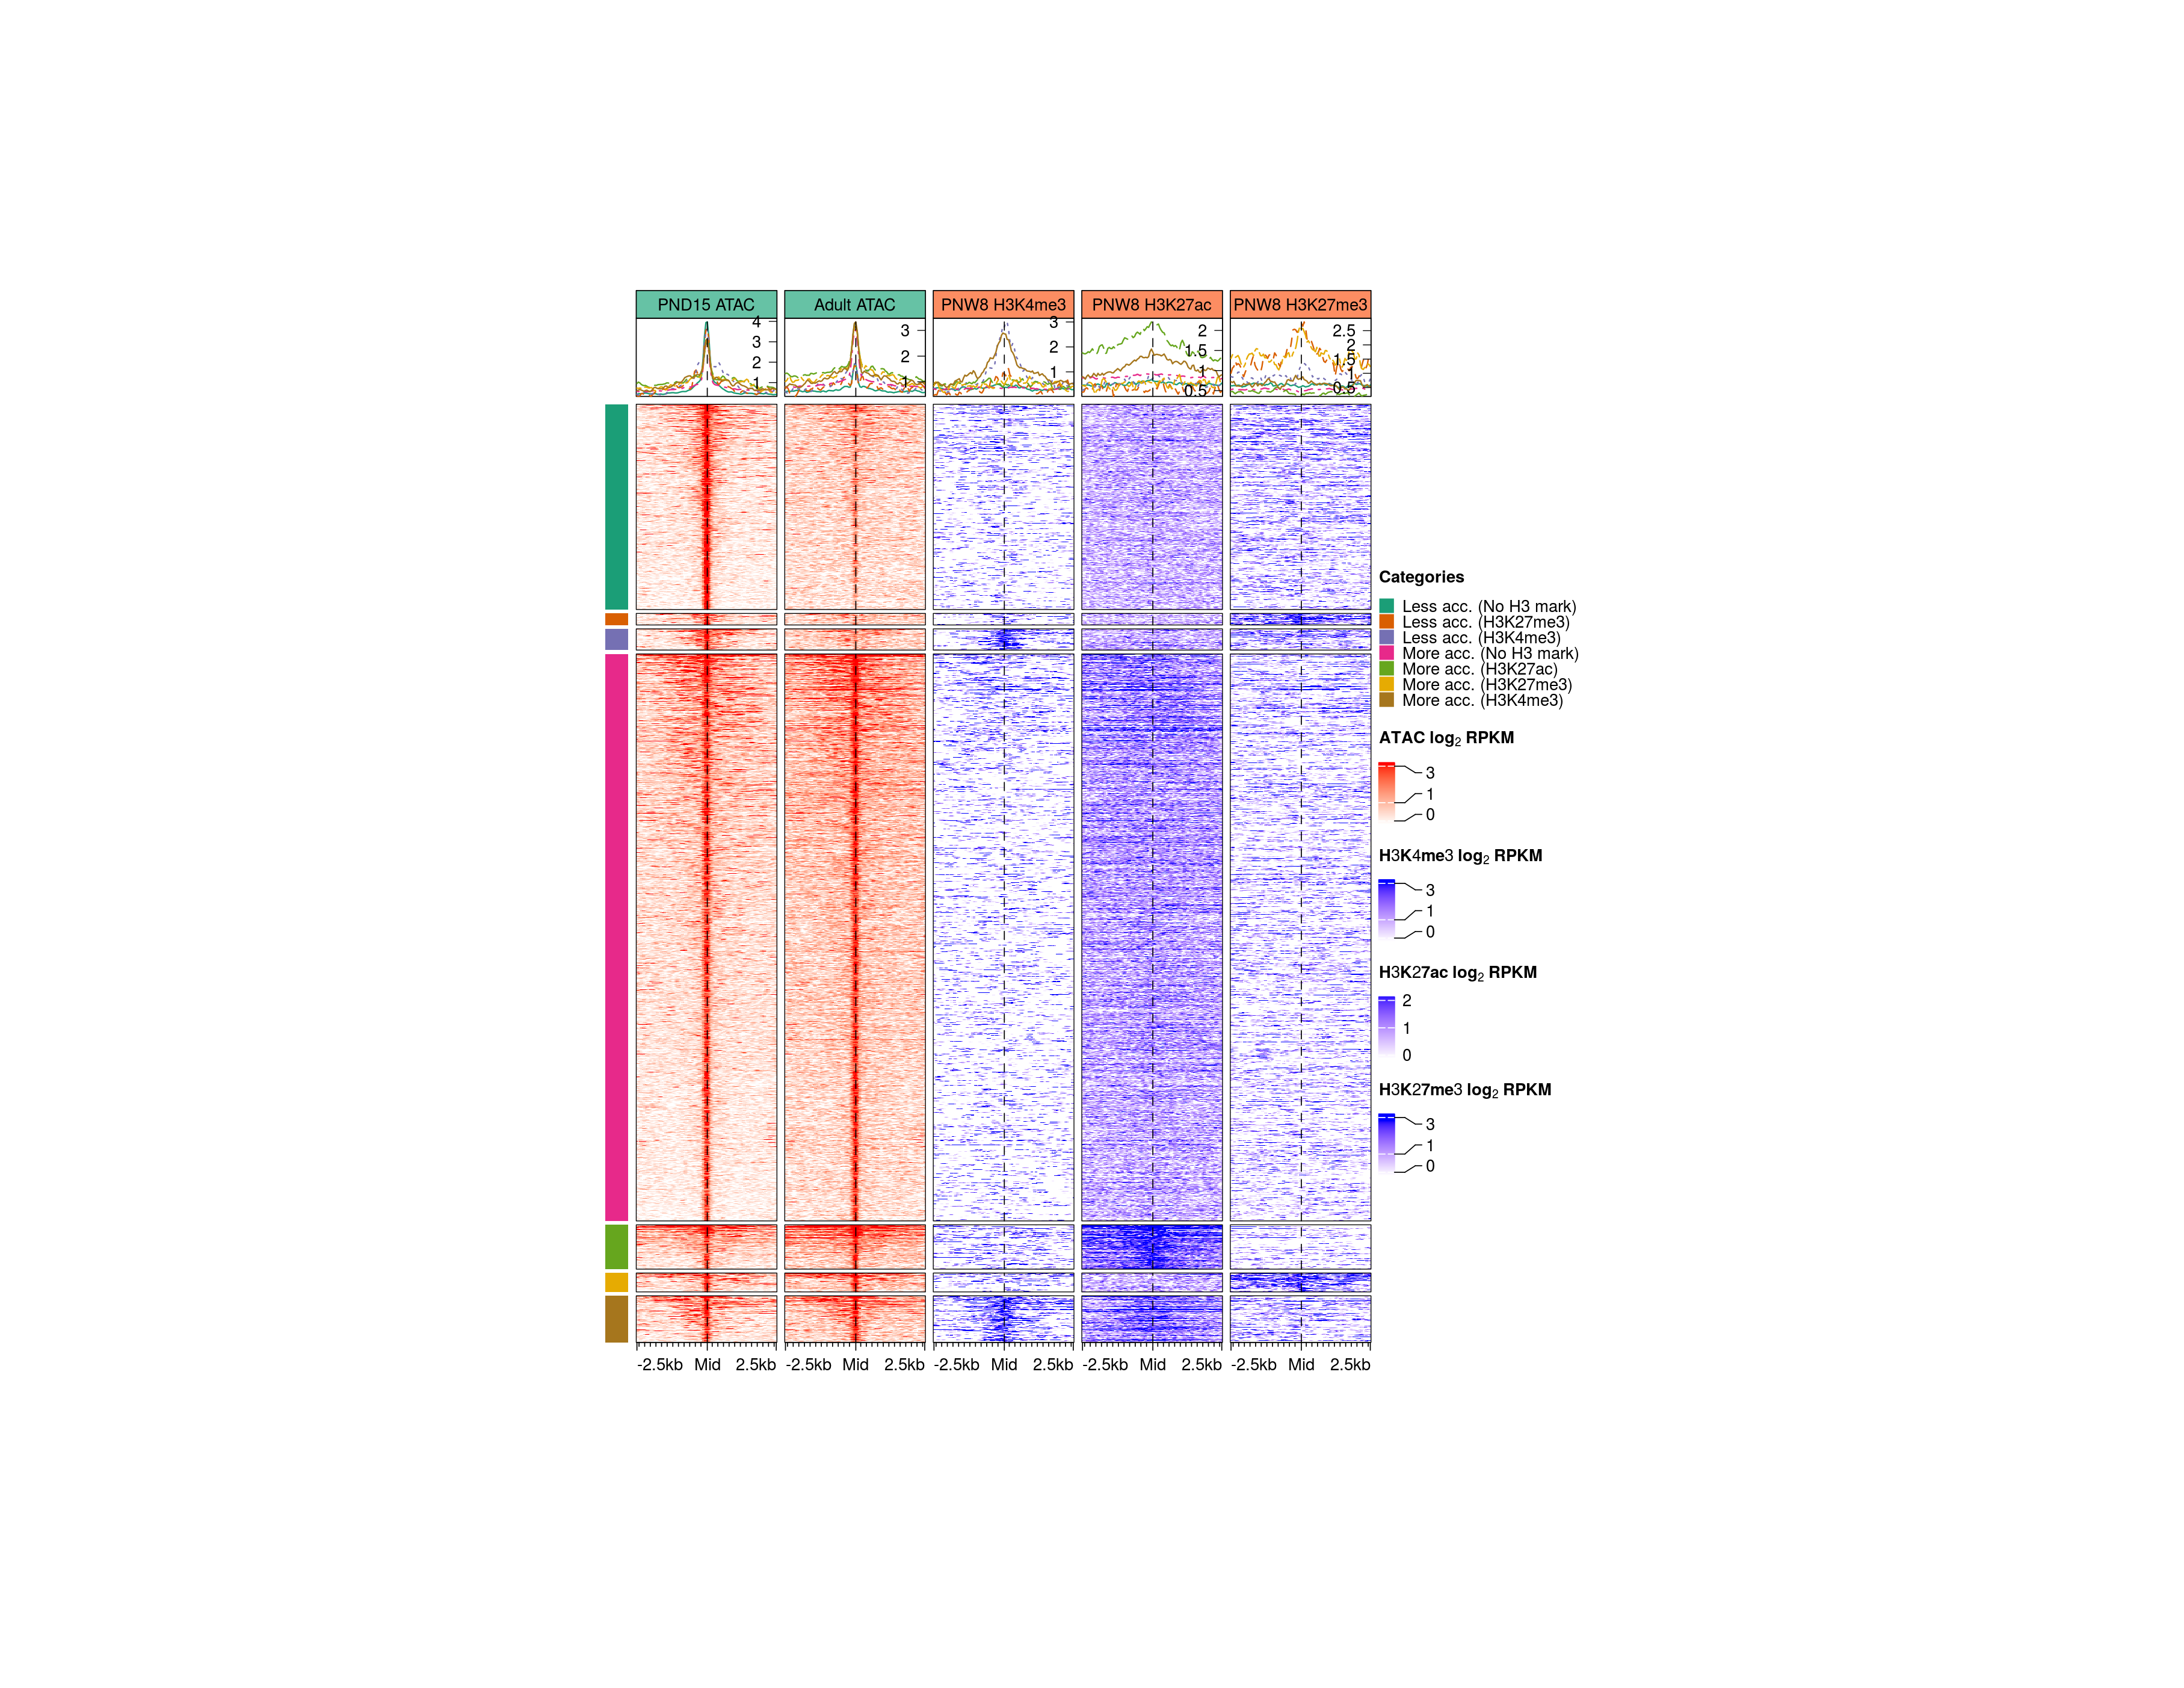 PND15 ATAC Adult ATAC PNW8 H3K4me3 PNW8 H3K27ac PNW8 H3K27me3
4
3
2
1
3
2
1
3
2
1
2
1.5
1
0.5
2.5
2
1.5
1
0.5
Categories
Less acc. (No H3 mark)
Less acc. (H3K27me3)
Less acc. (H3K4me3)
More acc. (No H3 mark)
More acc. (H3K27ac)
More acc. (H3K27me3)
More acc. (H3K4me3)
ATAC log₂ RPKM
3
1
0
H3K4me3 log₂ RPKM
3
1
0
H3K27ac log₂ RPKM
2
1
0
H3K27me3 log₂ RPKM
3
1
0
-2.5kb Mid 2.5kb -2.5kb Mid 2.5kb -2.5kb Mid 2.5kb -2.5kb Mid 2.5kb -2.5kb Mid 2.5kb